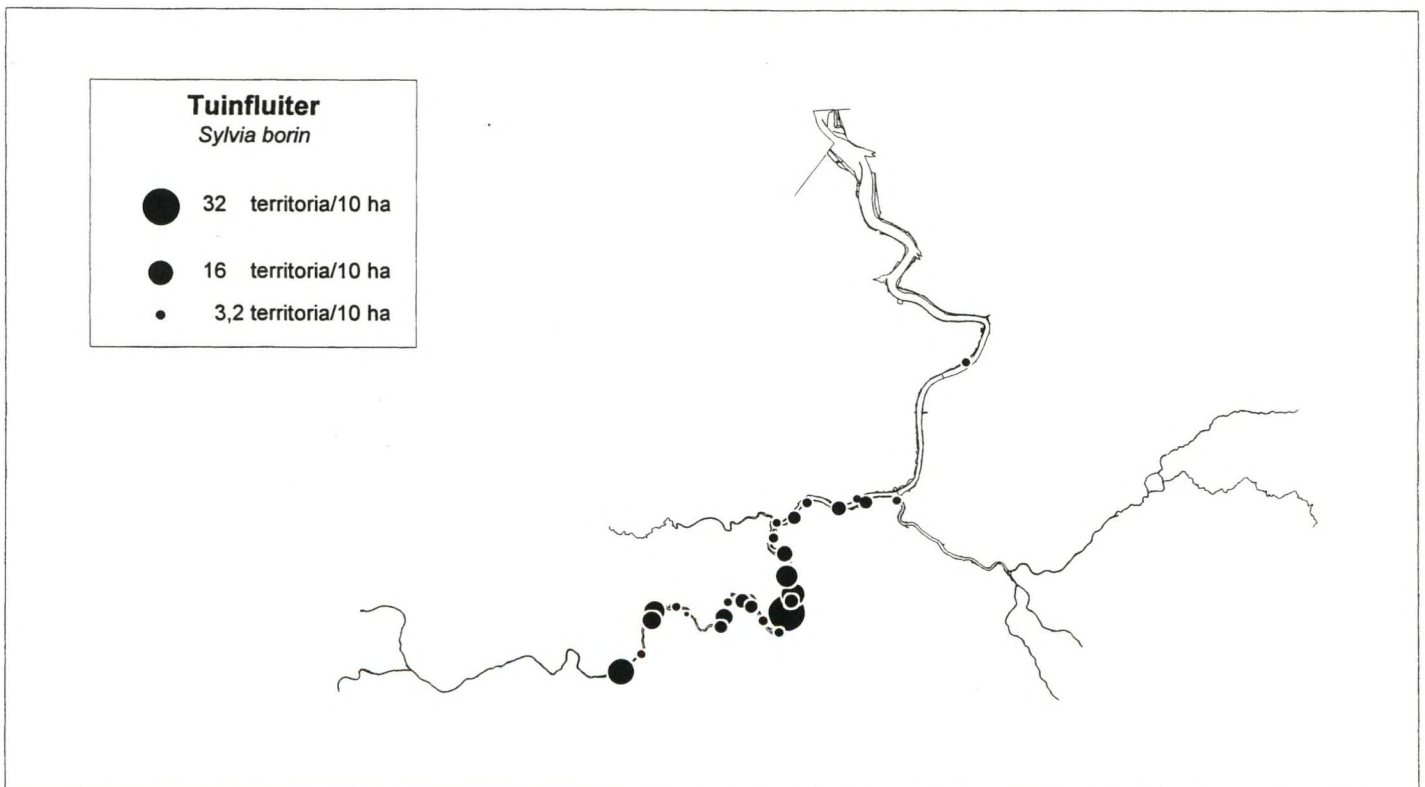 Tuinfluiter
Sylvia borin
32 territoria/10 ha
16 territoria/10 ha
3,2 territoria/10 ha